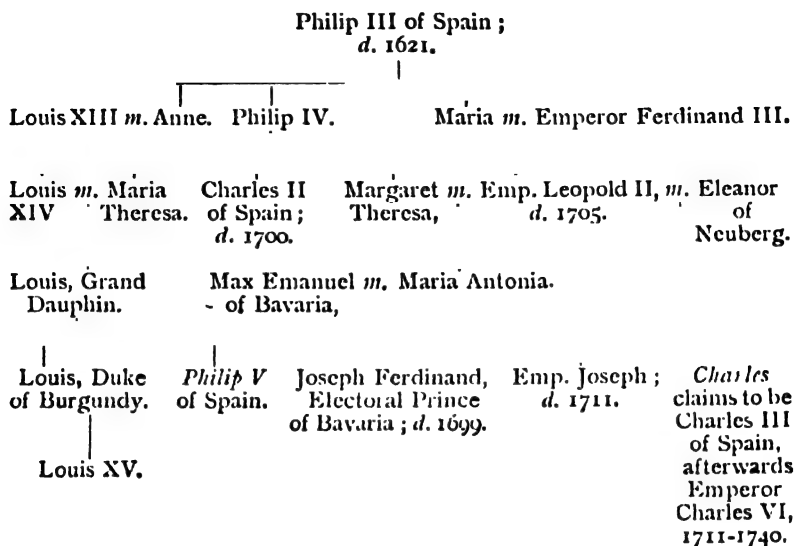 Philip III of Spain ;
d. 1621.
Louis XIII m. Anne. Philip IV. Maria m. Emperor Ferdinand III.
Louis m. Maria Charles II Margaret m. Emp. Leopold II, m. Eleanor
XIV Theresa. of Spain ; Theresa, d. 1705. of
d. 1700. Neuberg.
Louis, Grand Max Emanuel m. Maria Antonia.
Dauphin. of Bavaria,
Louis, Duke Philip V Joseph Ferdinand, Emp. Joseph ; Charles
of Burgundy. of Spain. Electoral Prince d. 1711. claims to be
of Bavaria ; d. 1699. Charles III
Louis XV. of Spain,
afterwards
Emperor
Charles VI,
1711-1740.